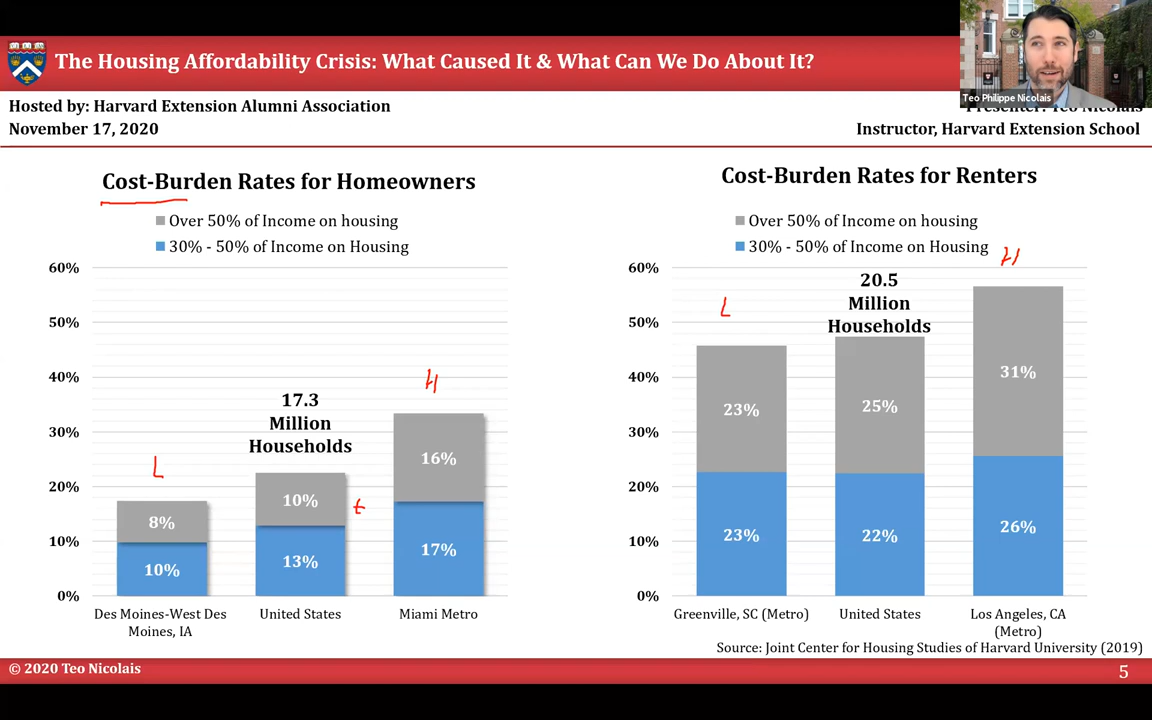 The Housing Affordability Crisis: What Caused It & What Can We Do About It?
Teo Philippe Nicolais
Hosted by: Harvard Extension Alumni Association
November 17, 2020
Presenter: Teo Nicolais
Instructor, Harvard Extension School
Cost-Burden Rates for Homeowners
Over 50% of Income on housing
30% - 50% of Income on Housing
60%
50%
40%
30%
20%
10%
0%
H
L
17.3
Million
Households
8%
10%
10%
13%
16%
17%
Des Moines-West Des
Moines, IA
United States
Miami Metro
Cost-Burden Rates for Renters
Over 50% of Income on housing
30% - 50% of Income on Housing
60%
50%
40%
30%
20%
10%
0%
L
H
20.5
Million
Households
23%
23%
25%
22%
31%
26%
Greenville, SC (Metro)
United States
Los Angeles, CA
(Metro)
Source: Joint Center for Housing Studies of Harvard University (2019)
© 2020 Teo Nicolais
5